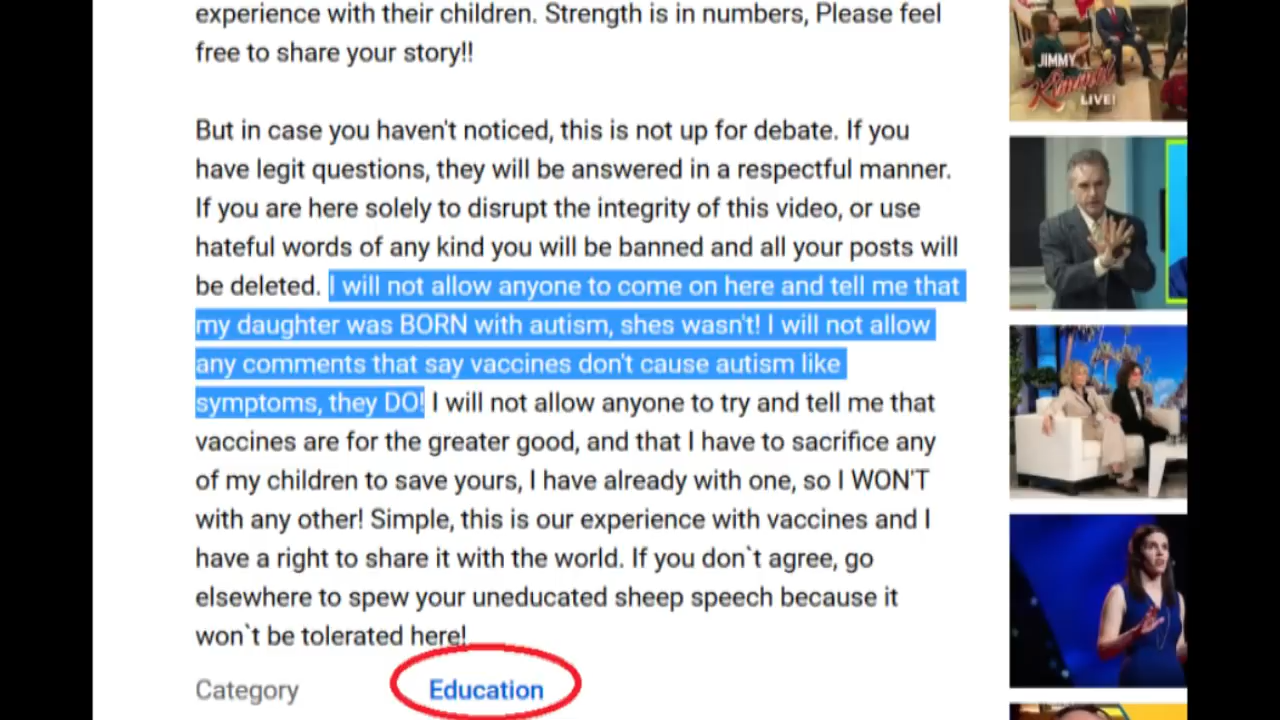 experience with their children. Strength is in numbers, Please feel
free to share your story!!
But in case you haven't noticed, this is not up for debate. If you
have legit questions, they will be answered in a respectful manner.
If you are here solely to disrupt the integrity of this video, or use
hateful words of any kind you will be banned and all your posts will
be deleted. I will not allow anyone to come on here and tell me that
my daughter was BORN with autism, shes wasn't! I will not allow
any comments that say vaccines don't cause autism like
symptoms, they DO! I will not allow anyone to try and tell me that
vaccines are for the greater good, and that I have to sacrifice any
of my children to save yours, I have already with one, so I WON'T
with any other! Simple, this is our experience with vaccines and I
have a right to share it with the world. If you don`t agree, go
elsewhere to spew your uneducated sheep speech because it
won`t be tolerated here!
Category Education
JIMMY
Kimmel
LIVE!